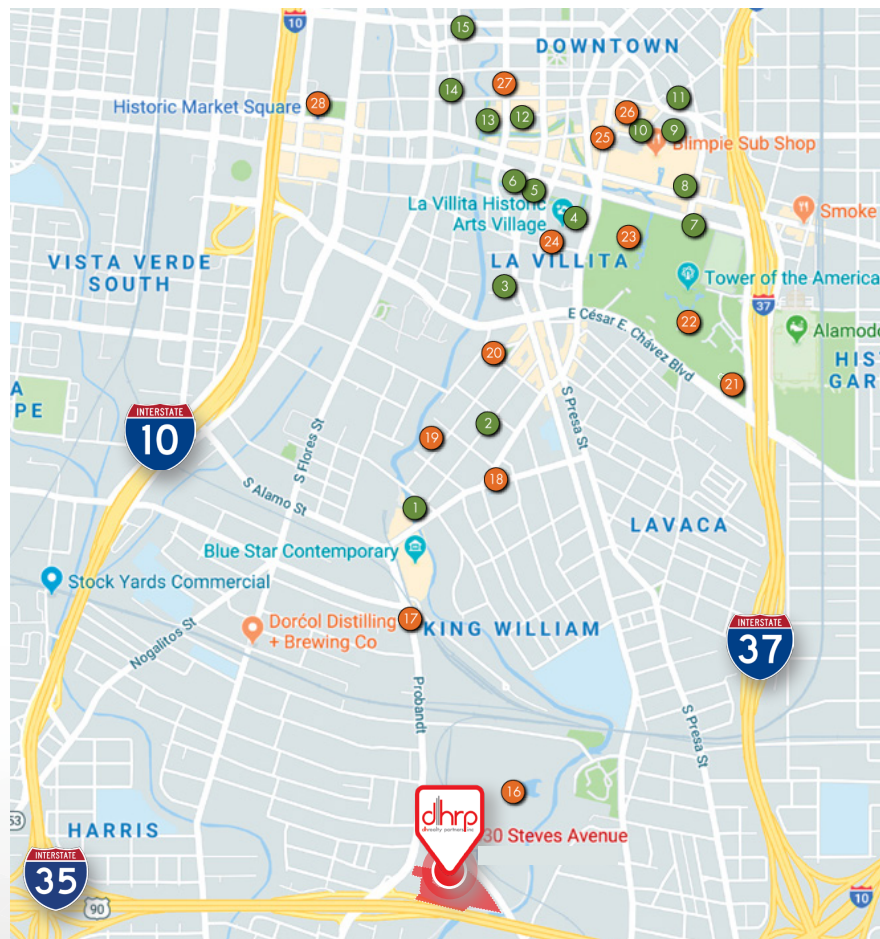 10
15
DOWNTOWN
27
14
11
28
Historic Market Square
26
13
12
10
9
25
Blimpie Sub Shop
6
5
8
La Villita Historic
Arts Village
4
7
Smoke
24
23
VISTA VERDE
SOUTH
LA VILLITA
Tower of the America
3
37
E César E. Chávez Blvd
22
Alamodo
20
HIS
GAR
21
A
PE
S Presa St
INTERSTATE
10
2
19
S Flores St
18
S Alamo St
1
LAVACA
Blue Star Contemporary
Stock Yards Commercial
17
Dorćol Distilling
+ Brewing Co
KING WILLIAM
INTERSTATE
37
Nogalitos St
Probandt
S Presa St
16
dhrp
53
HARRIS
30 Steves Avenue
INTERSTATE
35
90
10